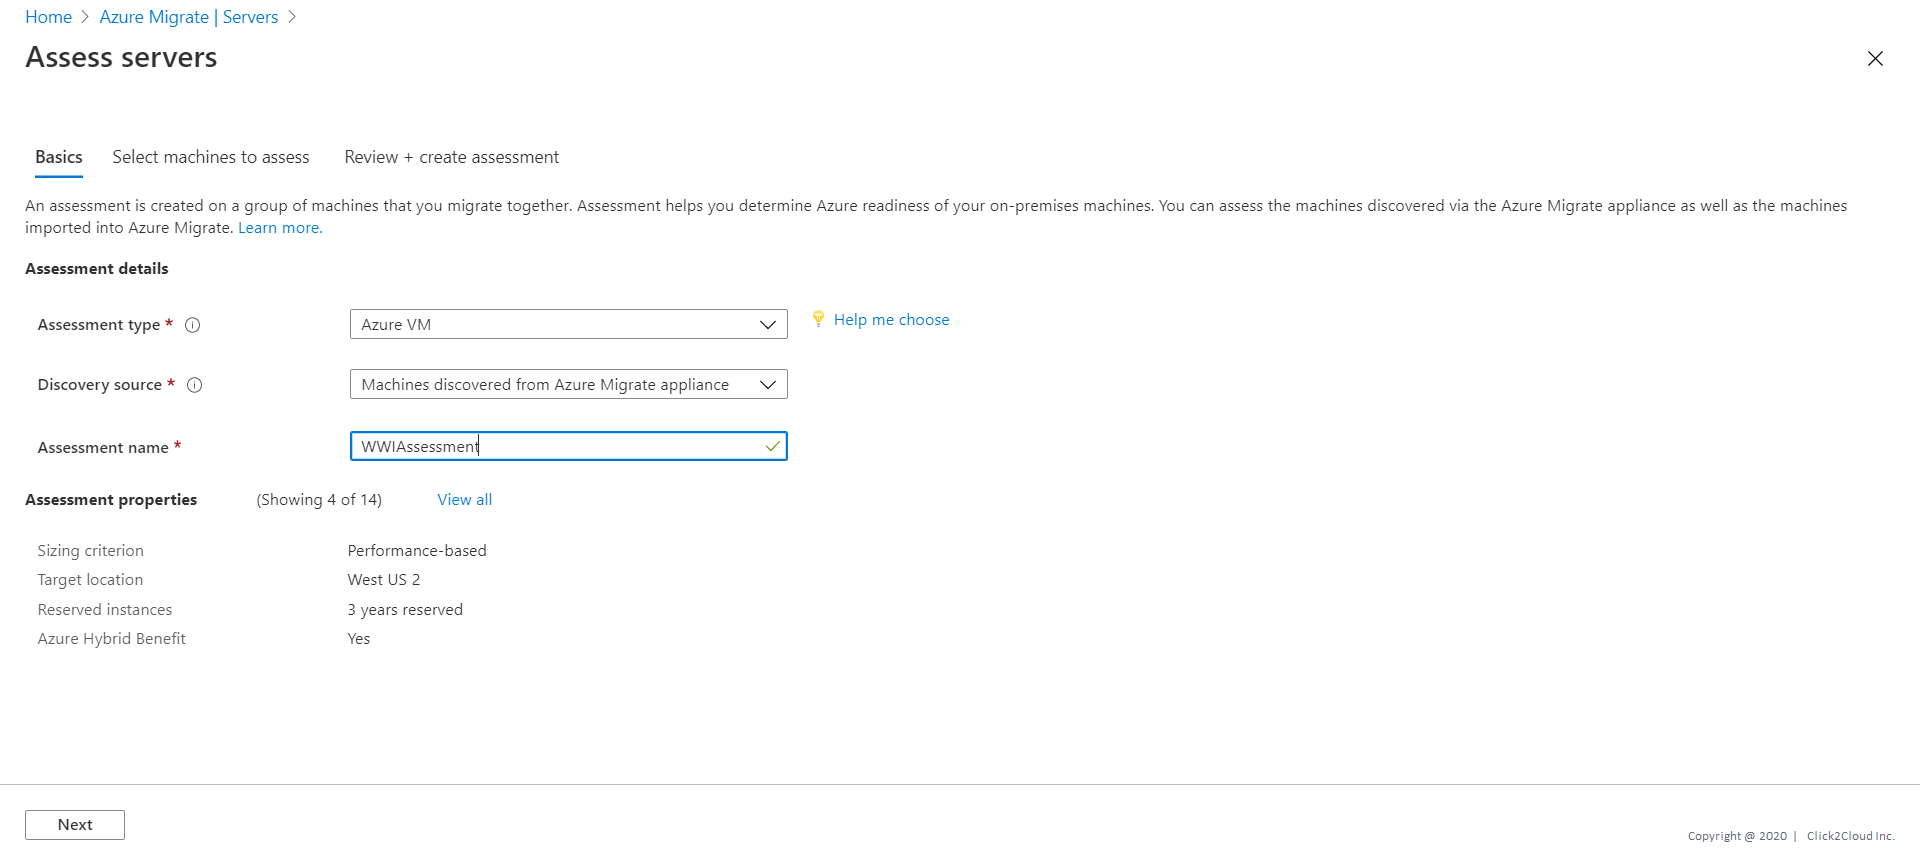 Home > Azure Migrate | Servers >
Assess servers
Basics Select machines to assess Review + create assessment
An assessment is created on a group of machines that you migrate together. Assessment helps you determine Azure readiness of your on-premises machines. You can assess the machines discovered via the Azure Migrate appliance as well as the machines
imported into Azure Migrate. Learn more.
Assessment details
Assessment type * Azure VM Help me choose
Discovery source * Machines discovered from Azure Migrate appliance
Assessment name * WWIAssessment
Assessment properties (Showing 4 of 14) View all
Sizing criterion Performance-based
Target location West US 2
Reserved instances 3 years reserved
Azure Hybrid Benefit Yes
Next
Copyright @ 2020 | Click2Cloud Inc.